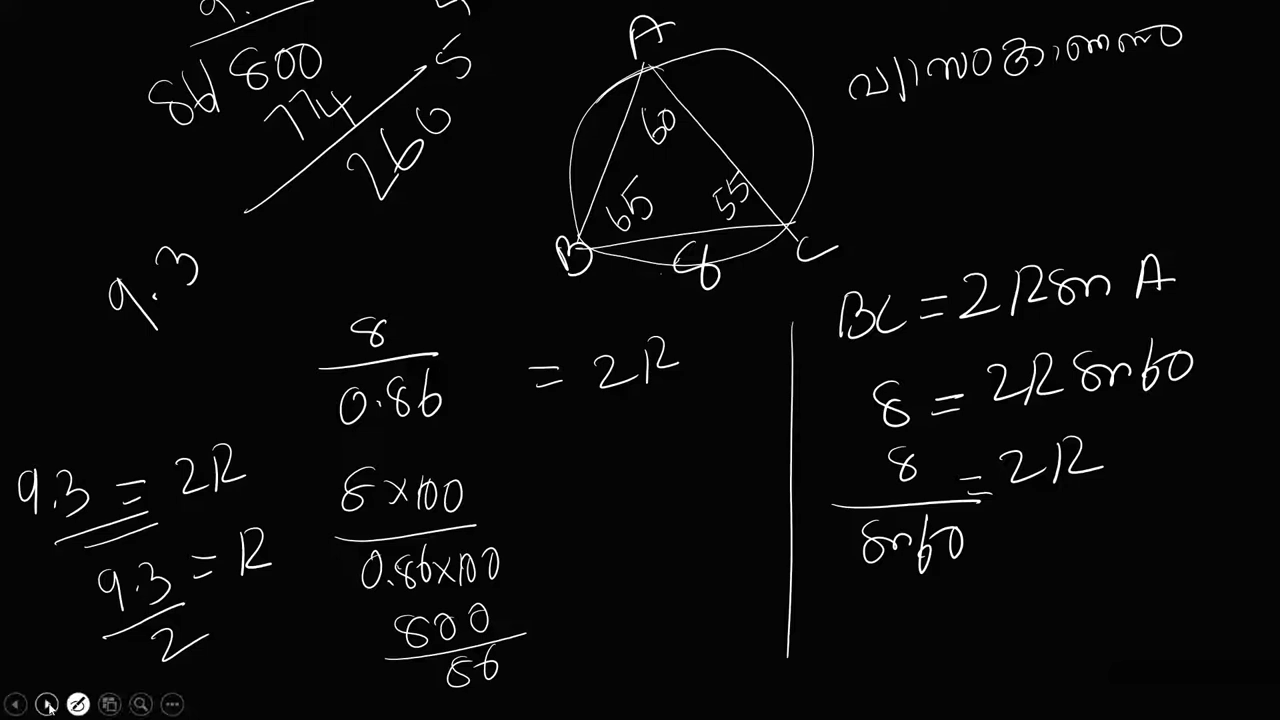 9.
86) 800
774
260
5
9.3
A
60
65
55
B
8
C
8/0.86 = 2R
9.3 = 2R
9.3/2 = R
8×100/0.86×100
800/86
BC = 2R Sin A
8 = 2R Sin 60
8/Sin 60 = 2R